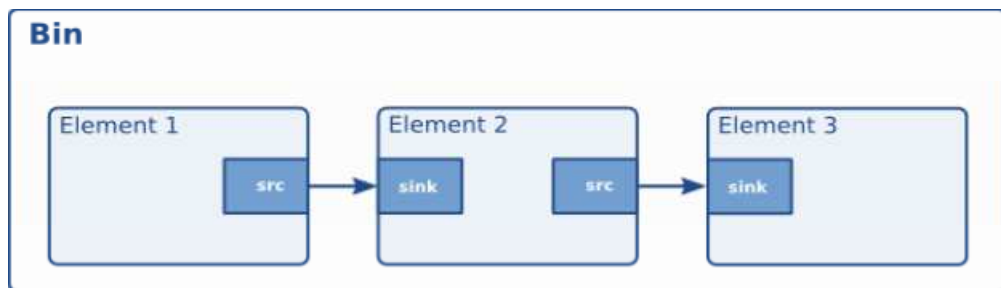 Bin
Element 1
Element 2
Element 3
src
sink
src
sink